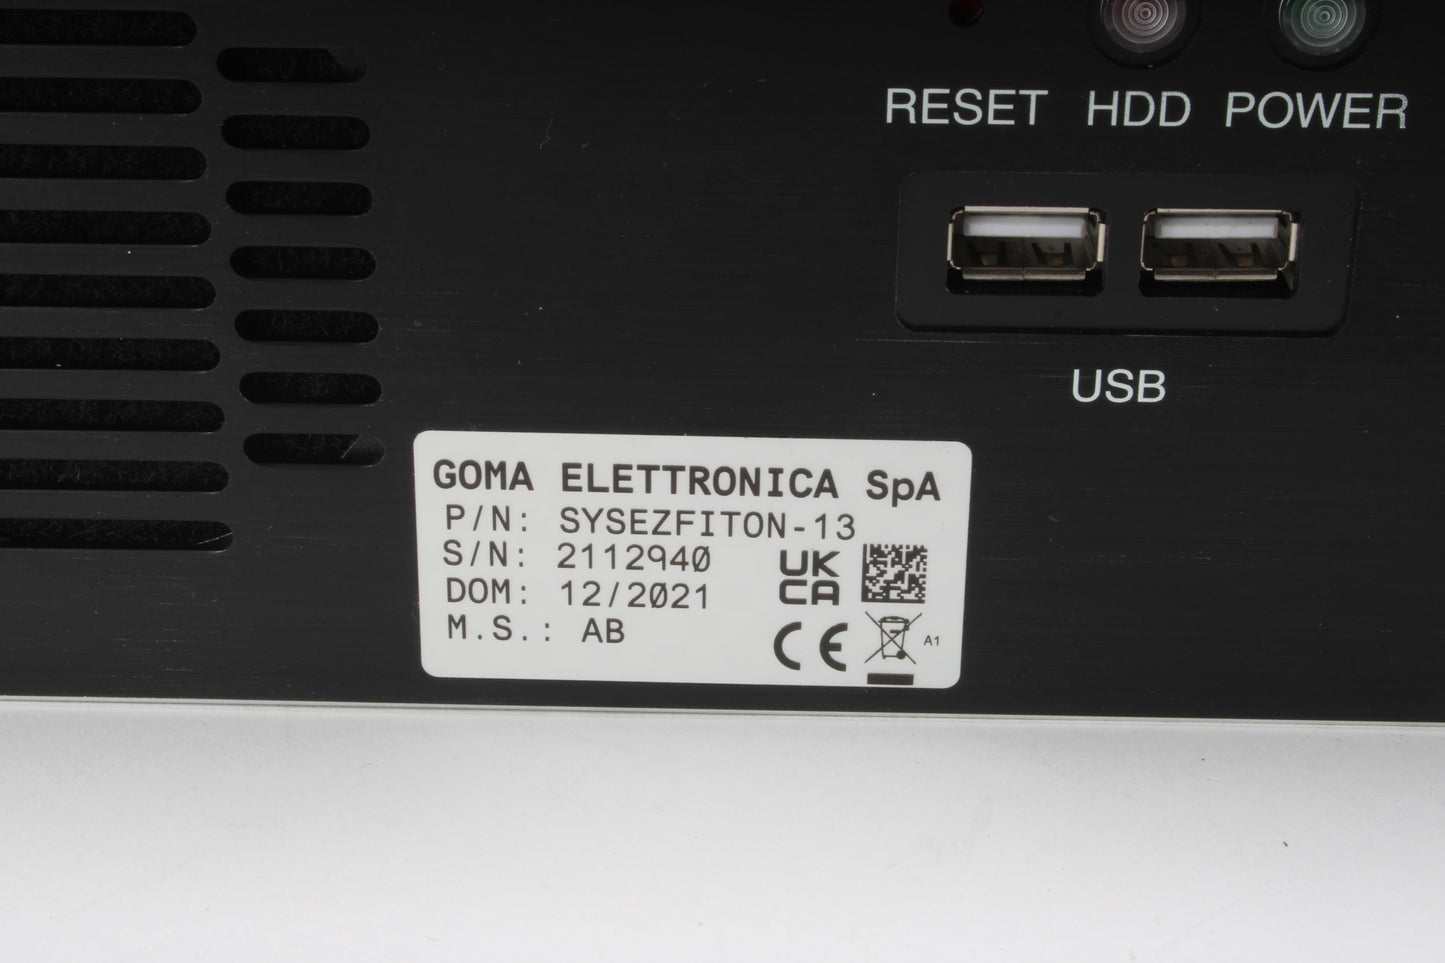 RESET HDD POWER
USB
GOMA ELETTRONICA SpA
P/N: SYSEZFITON-13
S/N: 2112940
DOM: 12/2021
M.S.: AB
UK
CA
CE
A1